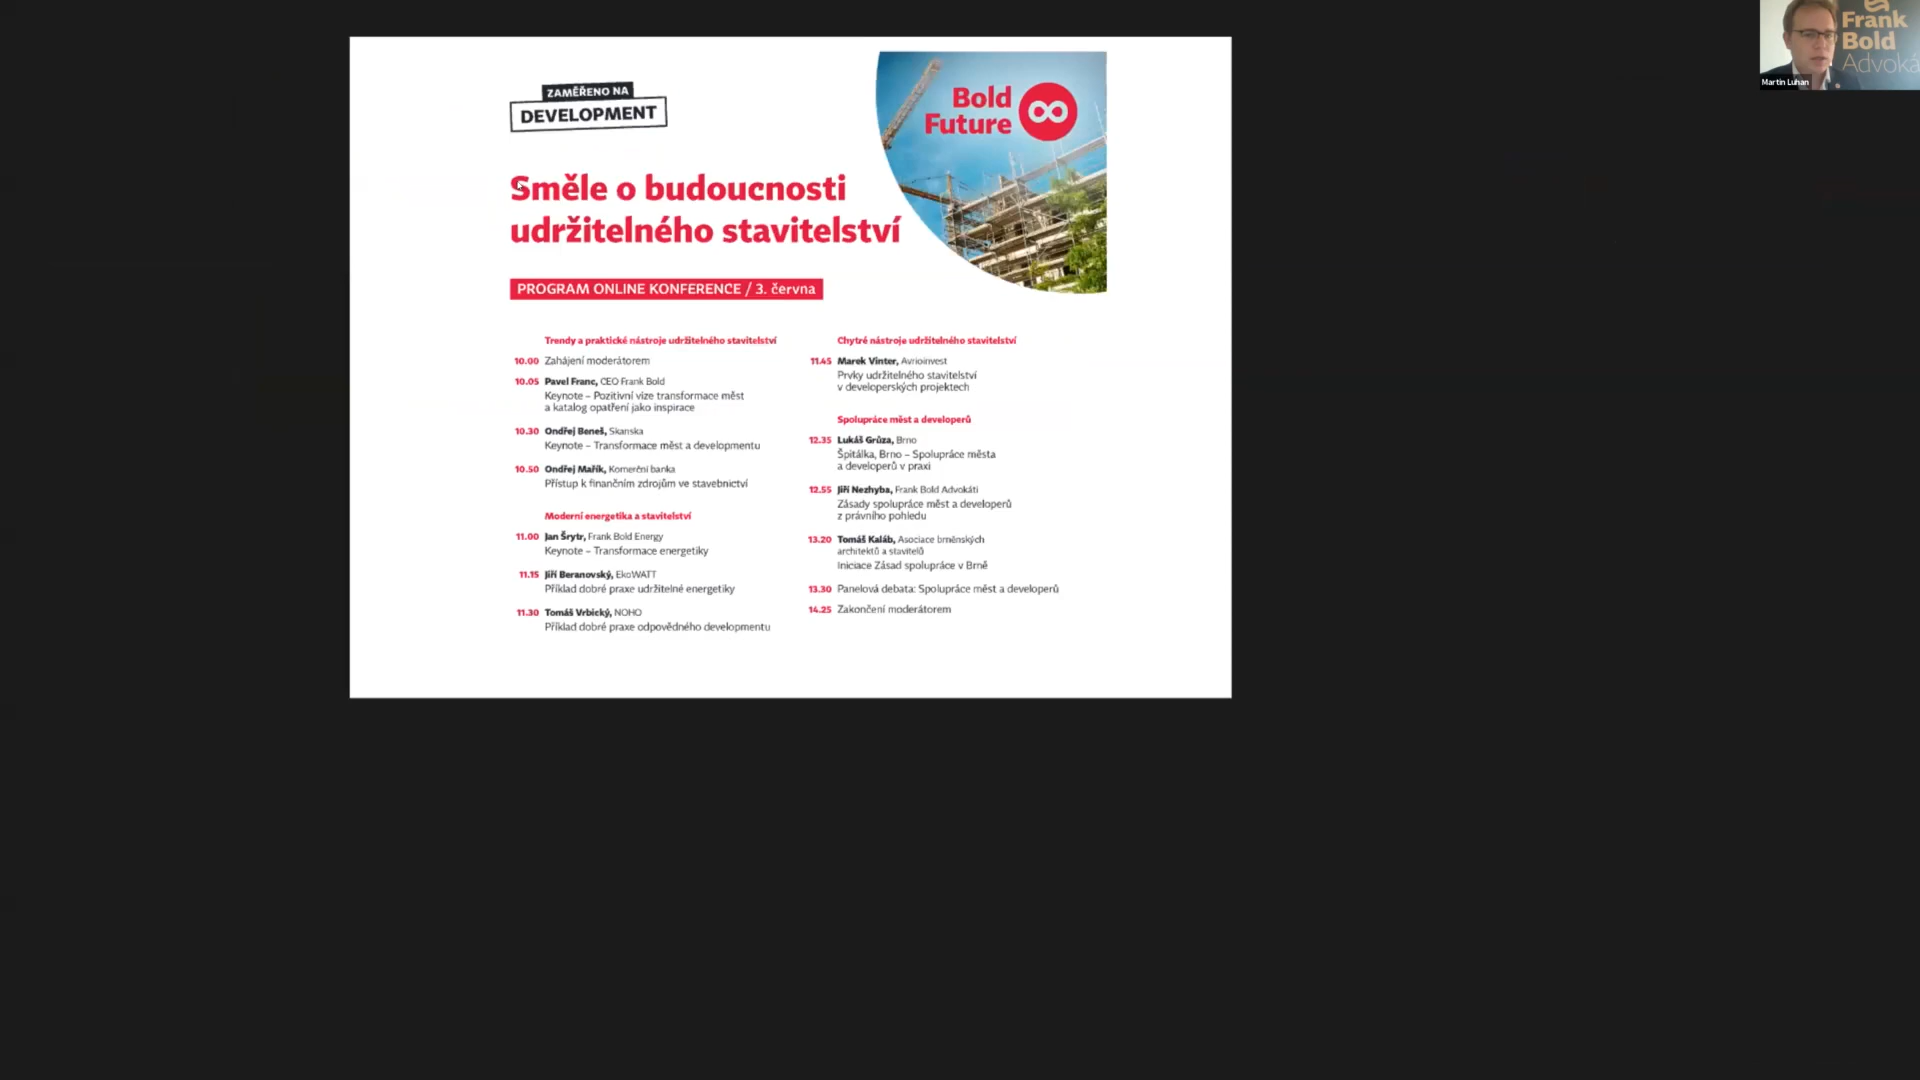 ZAMĚŘENO NA
DEVELOPMENT
Bold
Future
Směle o budoucnosti
udržitelného stavitelství
PROGRAM ONLINE KONFERENCE / 3. června
Trendy a praktické nástroje udržitelného stavitelství
10.00 Zahájení moderátorem
10.05 Pavel Franc, CEO Frank Bold
Keynote – Pozitivní vize transformace měst
a katalog opatření jako inspirace
10.30 Ondřej Beneš, Skanska
Keynote – Transformace měst a developmentu
10.50 Ondřej Mařík, Komerční banka
Přístup k finančním zdrojům ve stavebnictví
Moderní energetika a stavitelství
11.00 Jan Šrytr, Frank Bold Energy
Keynote – Transformace energetiky
11.15 Jiří Beranovský, EkoWATT
Příklad dobré praxe udržitelné energetiky
11.30 Tomáš Vrbický, NOHO
Příklad dobré praxe odpovědného developmentu
Chytré nástroje udržitelného stavitelství
11.45 Marek Vinter, Avrioinvest
Prvky udržitelného stavitelství
v developerských projektech
Spolupráce měst a developerů
12.35 Lukáš Grůza, Brno
Špitálka, Brno – Spolupráce města
a developerů v praxi
12.55 Jiří Nezhyba, Frank Bold Advokáti
Zásady spolupráce měst a developerů
z právního pohledu
13.20 Tomáš Kaláb, Asociace brněnských
architektů a stavitelů
Iniciace Zásad spolupráce v Brně
13.30 Panelová debata: Spolupráce měst a developerů
14.25 Zakončení moderátorem
Frank
Bold
Advoká
Martin Luhan